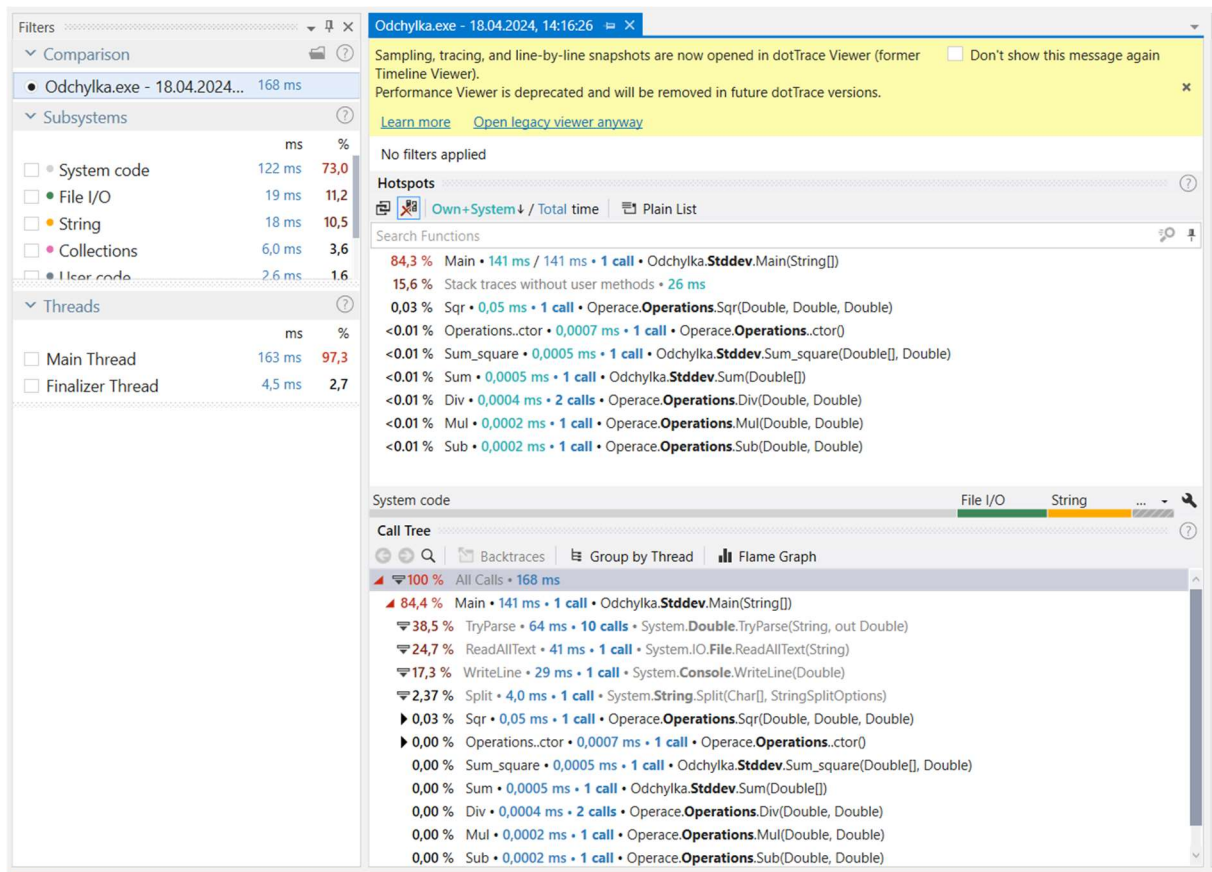 Filters
Comparison
Odchylka.exe - 18.04.2024... 168 ms
Subsystems
ms %
System code 122 ms 73,0
File I/O 19 ms 11,2
String 18 ms 10,5
Collections 6,0 ms 3,6
User code 2,6 ms 1,6
Threads
ms %
Main Thread 163 ms 97,3
Finalizer Thread 4,5 ms 2,7
Odchylka.exe - 18.04.2024, 14:16:26
Sampling, tracing, and line-by-line snapshots are now opened in dotTrace Viewer (former
Timeline Viewer).
Performance Viewer is deprecated and will be removed in future dotTrace versions.
Don't show this message again
Learn more Open legacy viewer anyway
No filters applied
Hotspots
Own+System↓ / Total time Plain List
Search Functions
84,3 % Main • 141 ms / 141 ms • 1 call • Odchylka.Stddev.Main(String[])
15,6 % Stack traces without user methods • 26 ms
0,03 % Sqr • 0,05 ms • 1 call • Operace.Operations.Sqr(Double, Double, Double)
<0.01 % Operations..ctor • 0,0007 ms • 1 call • Operace.Operations..ctor()
<0.01 % Sum_square • 0,0005 ms • 1 call • Odchylka.Stddev.Sum_square(Double[], Double)
<0.01 % Sum • 0,0005 ms • 1 call • Odchylka.Stddev.Sum(Double[])
<0.01 % Div • 0,0004 ms • 2 calls • Operace.Operations.Div(Double, Double)
<0.01 % Mul • 0,0002 ms • 1 call • Operace.Operations.Mul(Double, Double)
<0.01 % Sub • 0,0002 ms • 1 call • Operace.Operations.Sub(Double, Double)
System code File I/O String ...
Call Tree
Backtraces Group by Thread Flame Graph
100 % All Calls • 168 ms
84,4 % Main • 141 ms • 1 call • Odchylka.Stddev.Main(String[])
38,5 % TryParse • 64 ms • 10 calls • System.Double.TryParse(String, out Double)
24,7 % ReadAllText • 41 ms • 1 call • System.IO.File.ReadAllText(String)
17,3 % WriteLine • 29 ms • 1 call • System.Console.WriteLine(Double)
2,37 % Split • 4,0 ms • 1 call • System.String.Split(Char[], StringSplitOptions)
0,03 % Sqr • 0,05 ms • 1 call • Operace.Operations.Sqr(Double, Double, Double)
0,00 % Operations..ctor • 0,0007 ms • 1 call • Operace.Operations..ctor()
0,00 % Sum_square • 0,0005 ms • 1 call • Odchylka.Stddev.Sum_square(Double[], Double)
0,00 % Sum • 0,0005 ms • 1 call • Odchylka.Stddev.Sum(Double[])
0,00 % Div • 0,0004 ms • 2 calls • Operace.Operations.Div(Double, Double)
0,00 % Mul • 0,0002 ms • 1 call • Operace.Operations.Mul(Double, Double)
0,00 % Sub • 0,0002 ms • 1 call • Operace.Operations.Sub(Double, Double)